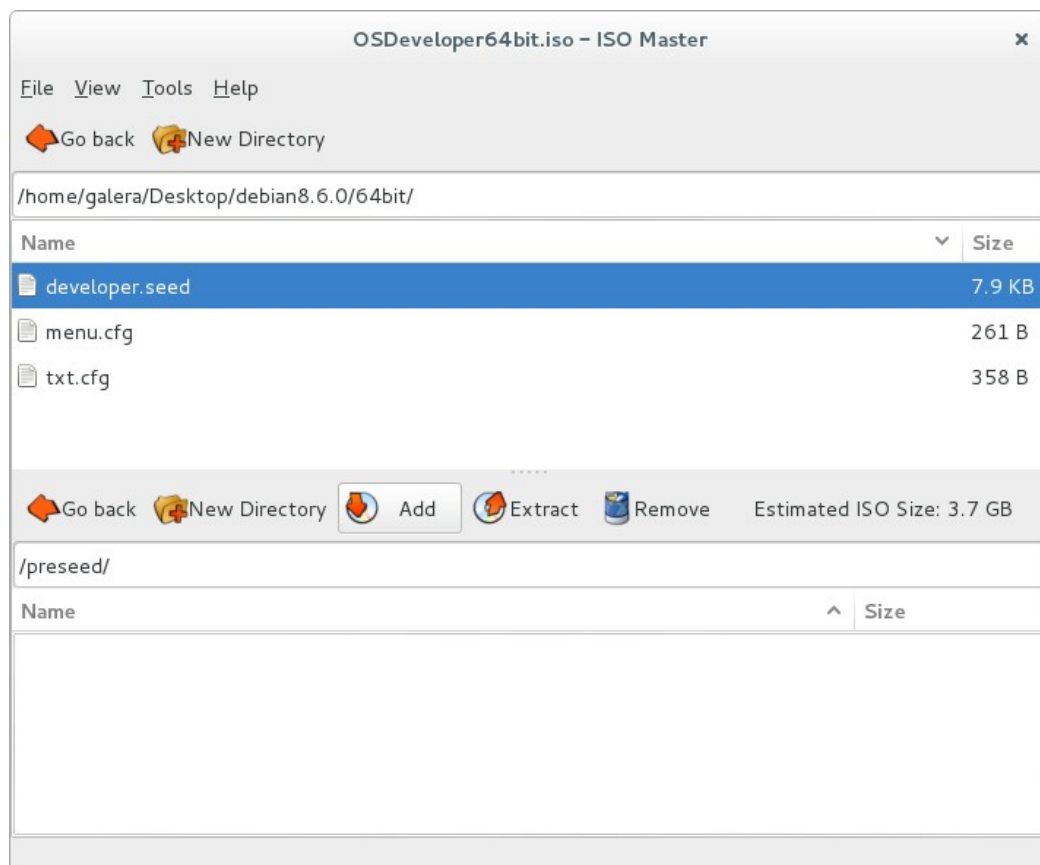 OSDeveloper64bit.iso – ISO Master
File View Tools Help
Go back New Directory
/home/galera/Desktop/debian8.6.0/64bit/
Name Size
developer.seed 7.9 KB
menu.cfg 261 B
txt.cfg 358 B
Go back New Directory Add Extract Remove Estimated ISO Size: 3.7 GB
/preseed/
Name Size